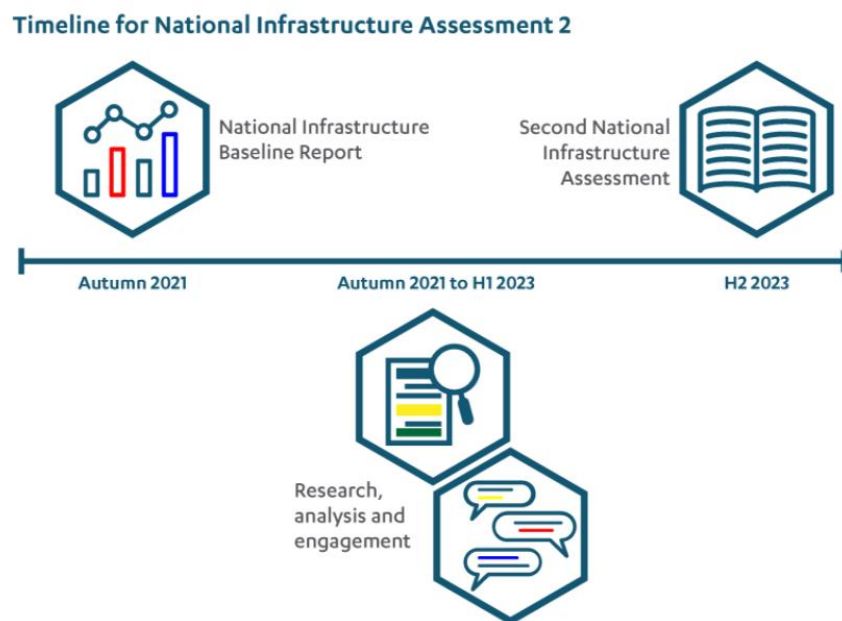 Timeline for National Infrastructure Assessment 2
National Infrastructure
Baseline Report
Second National
Infrastructure
Assessment
Autumn 2021
Autumn 2021 to H1 2023
H2 2023
Research,
analysis and
engagement